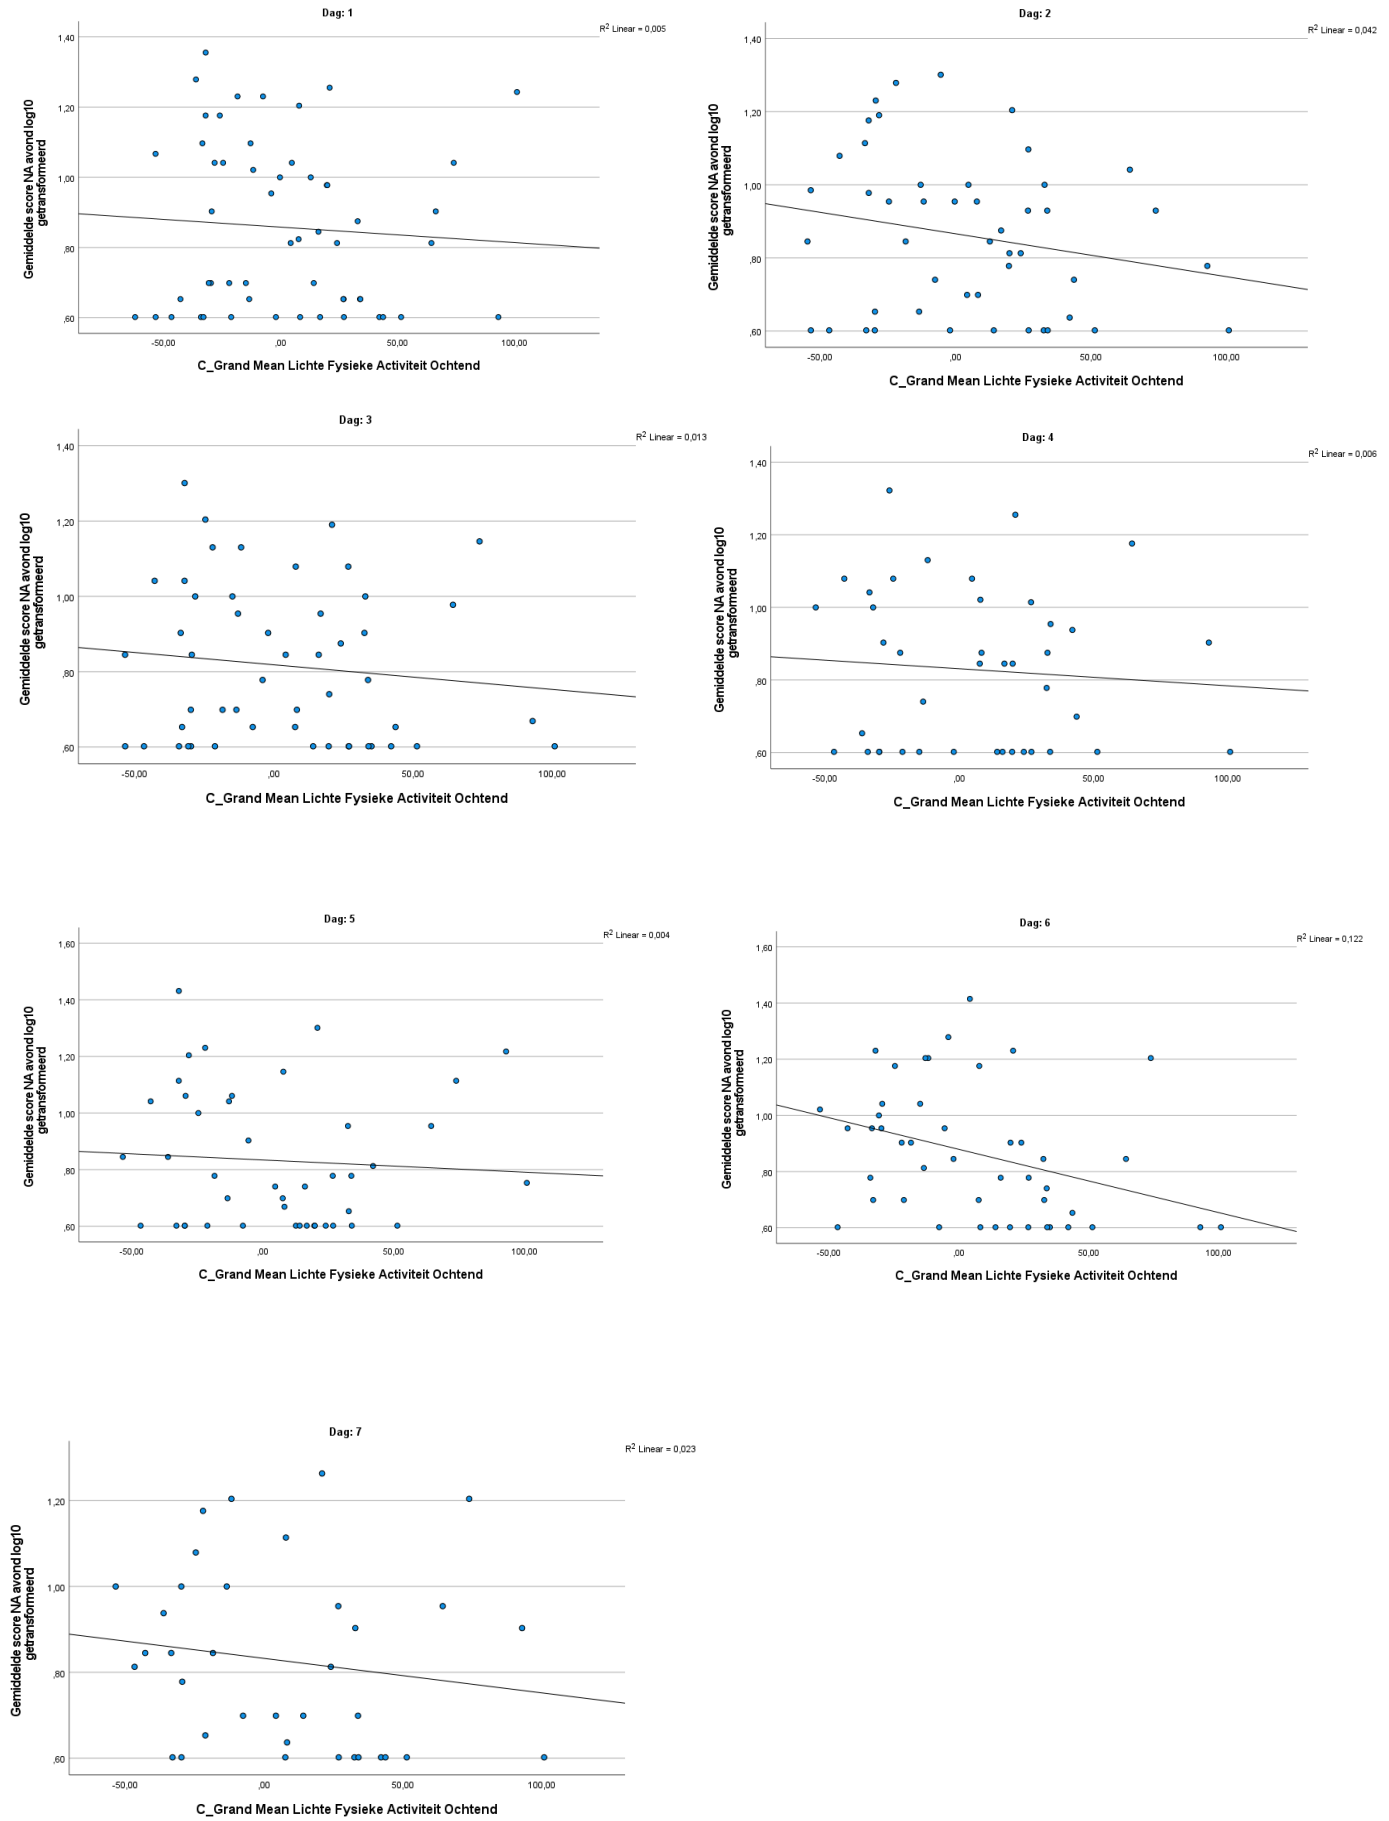 Dag: 1
R2 Linear = 0,005
1,40
1,20
1,00
,80
,60
Gemiddelde score NA avond log10
getransformeerd
-50,00 ,00 50,00 100,00
C_Grand Mean Lichte Fysieke Activiteit Ochtend
Dag: 2
R2 Linear = 0,042
1,40
1,20
1,00
,80
,60
Gemiddelde score NA avond log10
getransformeerd
-50,00 ,00 50,00 100,00
C_Grand Mean Lichte Fysieke Activiteit Ochtend
Dag: 3
R2 Linear = 0,013
1,40
1,20
1,00
,80
,60
Gemiddelde score NA avond log10
getransformeerd
-50,00 ,00 50,00 100,00
C_Grand Mean Lichte Fysieke Activiteit Ochtend
Dag: 4
R2 Linear = 0,006
1,40
1,20
1,00
,80
,60
Gemiddelde score NA avond log10
getransformeerd
-50,00 ,00 50,00 100,00
C_Grand Mean Lichte Fysieke Activiteit Ochtend
Dag: 5
R2 Linear = 0,004
1,60
1,40
1,20
1,00
,80
,60
Gemiddelde score NA avond log10
getransformeerd
-50,00 ,00 50,00 100,00
C_Grand Mean Lichte Fysieke Activiteit Ochtend
Dag: 6
R2 Linear = 0,122
1,60
1,40
1,20
1,00
,80
,60
Gemiddelde score NA avond log10
getransformeerd
-50,00 ,00 50,00 100,00
C_Grand Mean Lichte Fysieke Activiteit Ochtend
Dag: 7
R2 Linear = 0,023
1,20
1,00
,80
,60
Gemiddelde score NA avond log10
getransformeerd
-50,00 ,00 50,00 100,00
C_Grand Mean Lichte Fysieke Activiteit Ochtend